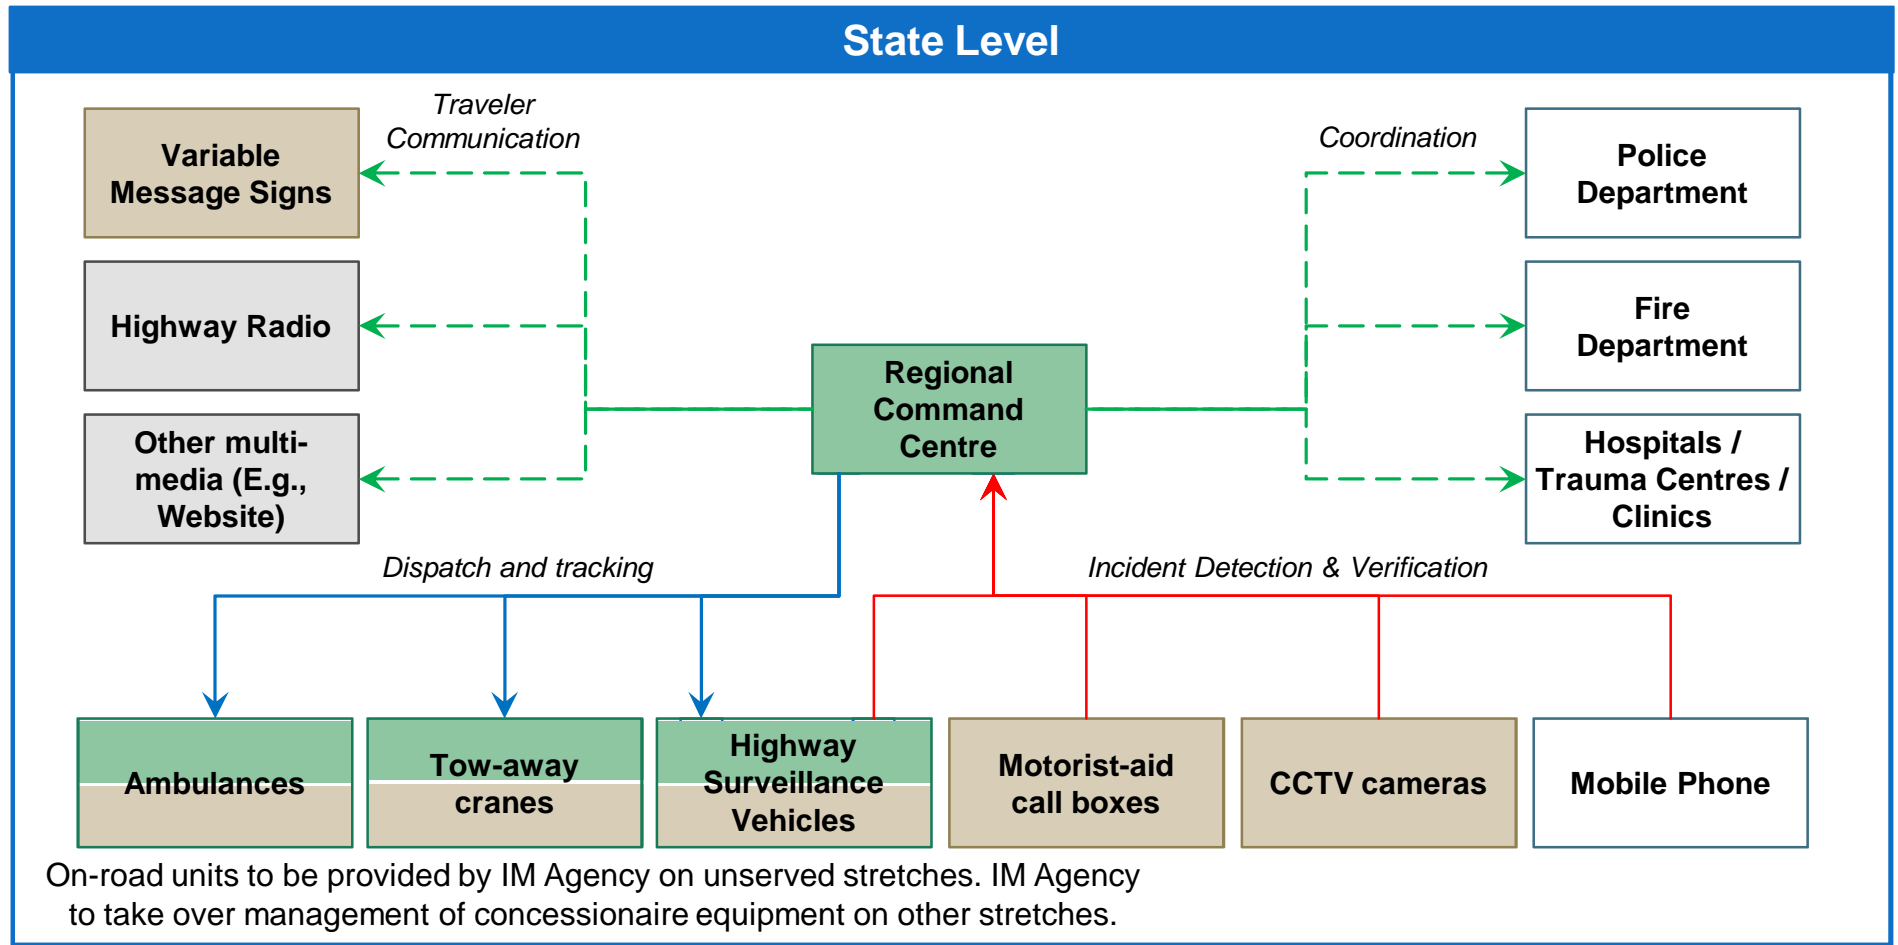 State Level
Traveler
Communication
Coordination
Variable
Message Signs
Police
Department
Highway Radio
Fire
Department
Regional
Command
Centre
Other multi-
media (E.g.,
Website)
Hospitals /
Trauma Centres /
Clinics
Dispatch and tracking
Incident Detection & Verification
Ambulances
Tow-away
cranes
Highway
Surveillance
Vehicles
Motorist-aid
call boxes
CCTV cameras
Mobile Phone
On-road units to be provided by IM Agency on unserved stretches. IM Agency
to take over management of concessionaire equipment on other stretches.